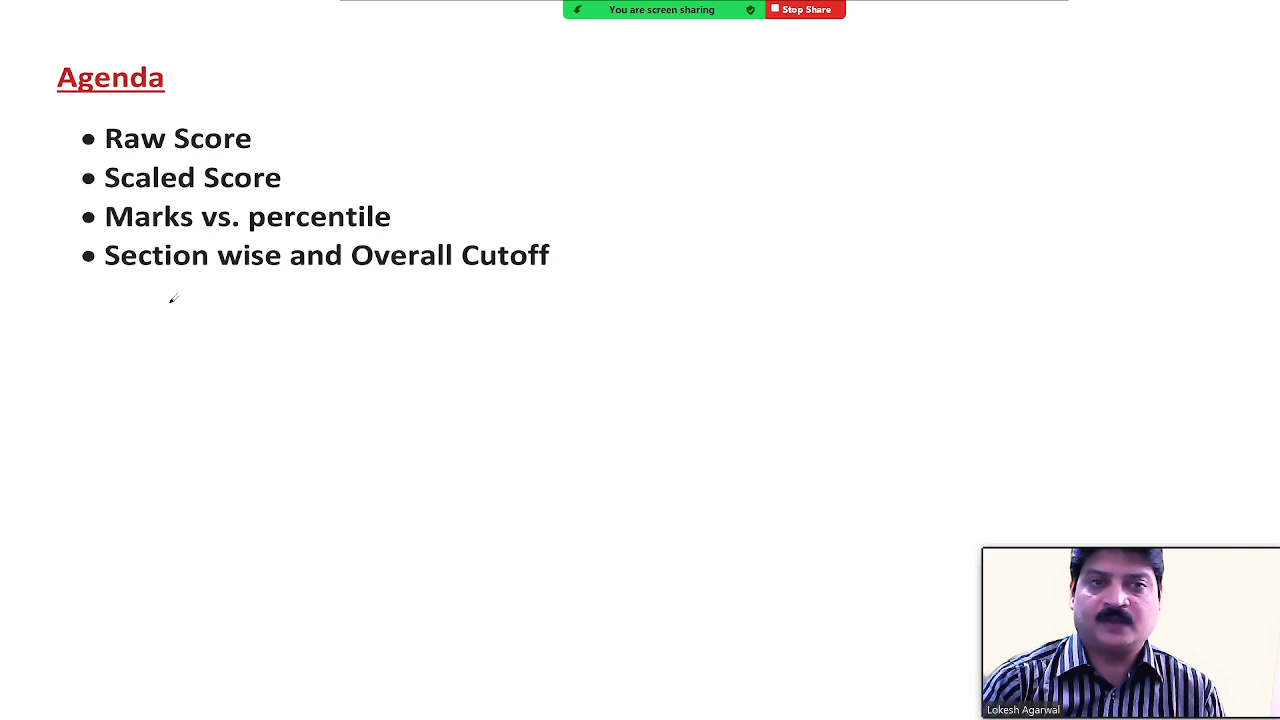 You are screen sharing
Stop Share
Agenda
• Raw Score
• Scaled Score
• Marks vs. percentile
• Section wise and Overall Cutoff
Lokesh Agarwal